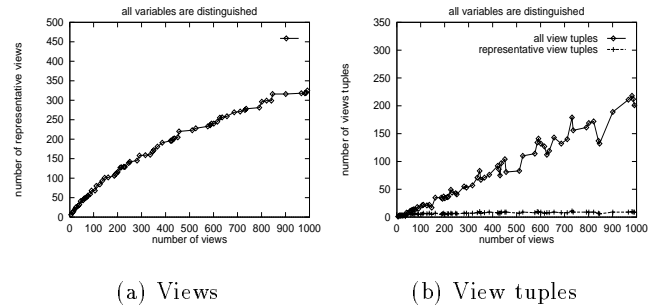 all variables are distinguished
number of representative views
500
450
400
350
300
250
200
150
100
50
0
0 100 200 300 400 500 600 700 800 900 1000
number of views
(a) Views
all variables are distinguished
number of views tuples
350
300
250
200
150
100
50
0
all view tuples
representative view tuples
0 100 200 300 400 500 600 700 800 900 1000
number of views
(b) View tuples